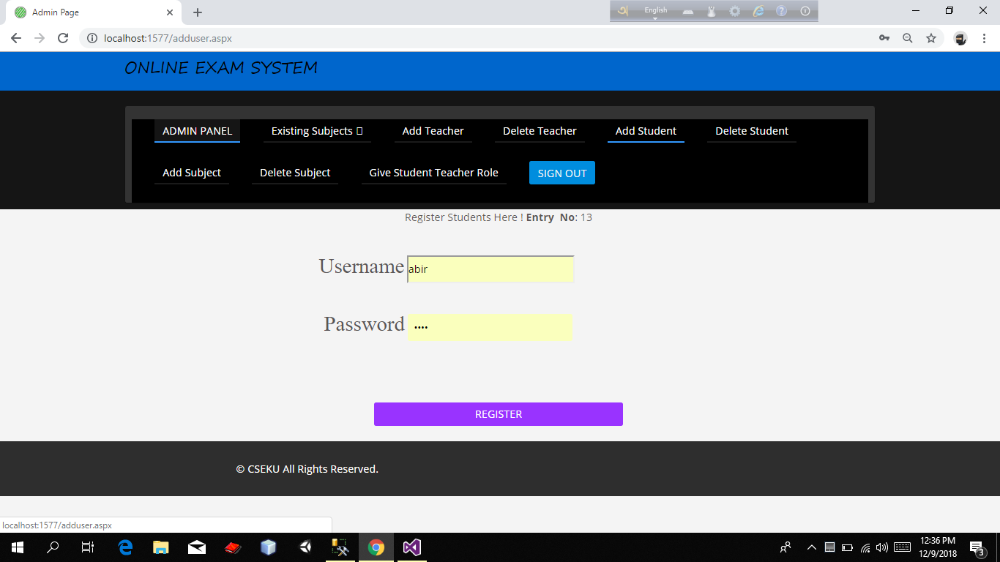 Admin Page
অ English
localhost:1577/adduser.aspx
ONLINE EXAM SYSTEM
ADMIN PANEL Existing Subjects Add Teacher Delete Teacher Add Student Delete Student
Add Subject Delete Subject Give Student Teacher Role SIGN OUT
Register Students Here ! Entry No: 13
Username abir
Password ••••
REGISTER
© CSEKU All Rights Reserved.
localhost:1577/adduser.aspx
12:36 PM
12/9/2018
3